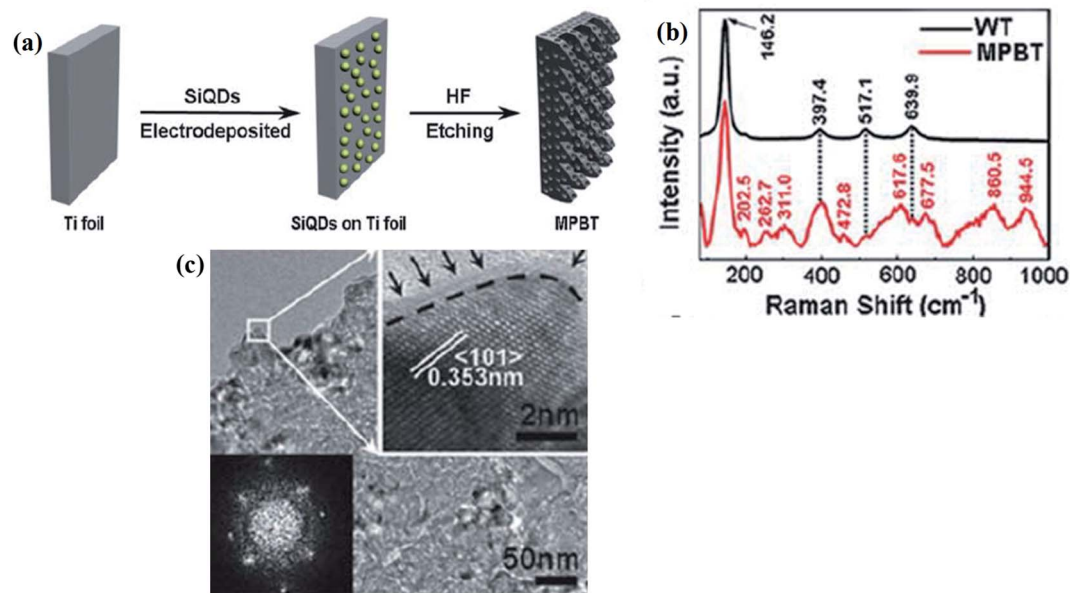 (a)
SiQDs
Electrodeposited
HF
Etching
Ti foil
SiQDs on Ti foil
MPBT
(b)
Intensity (a.u.)
WT
MPBT
146.2
397.4
517.1
639.9
202.5
262.7
311.0
472.8
617.6
677.5
860.5
944.5
200
400
600
800
1000
Raman Shift (cm⁻¹)
(c)
<101>
0.353nm
2nm
50nm